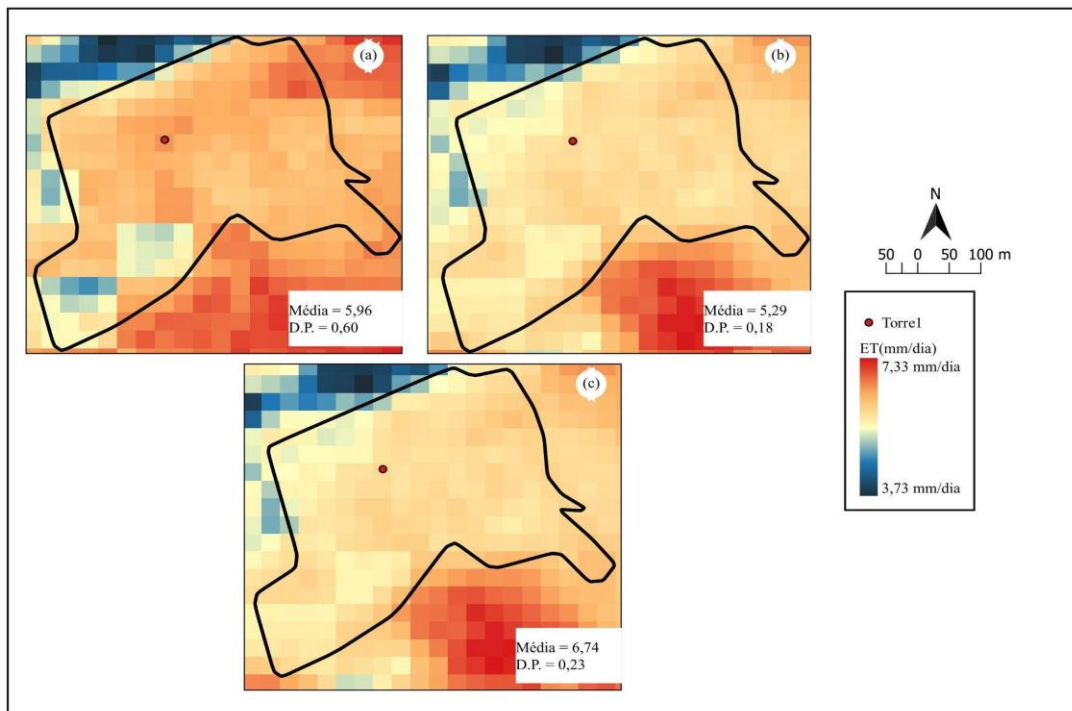 (a)
Média = 5,96
D.P. = 0,60
(b)
Média = 5,29
D.P. = 0,18
(c)
Média = 6,74
D.P. = 0,23
N
50 0 50 100 m
Torre1
ET(mm/dia)
7,33 mm/dia
3,73 mm/dia